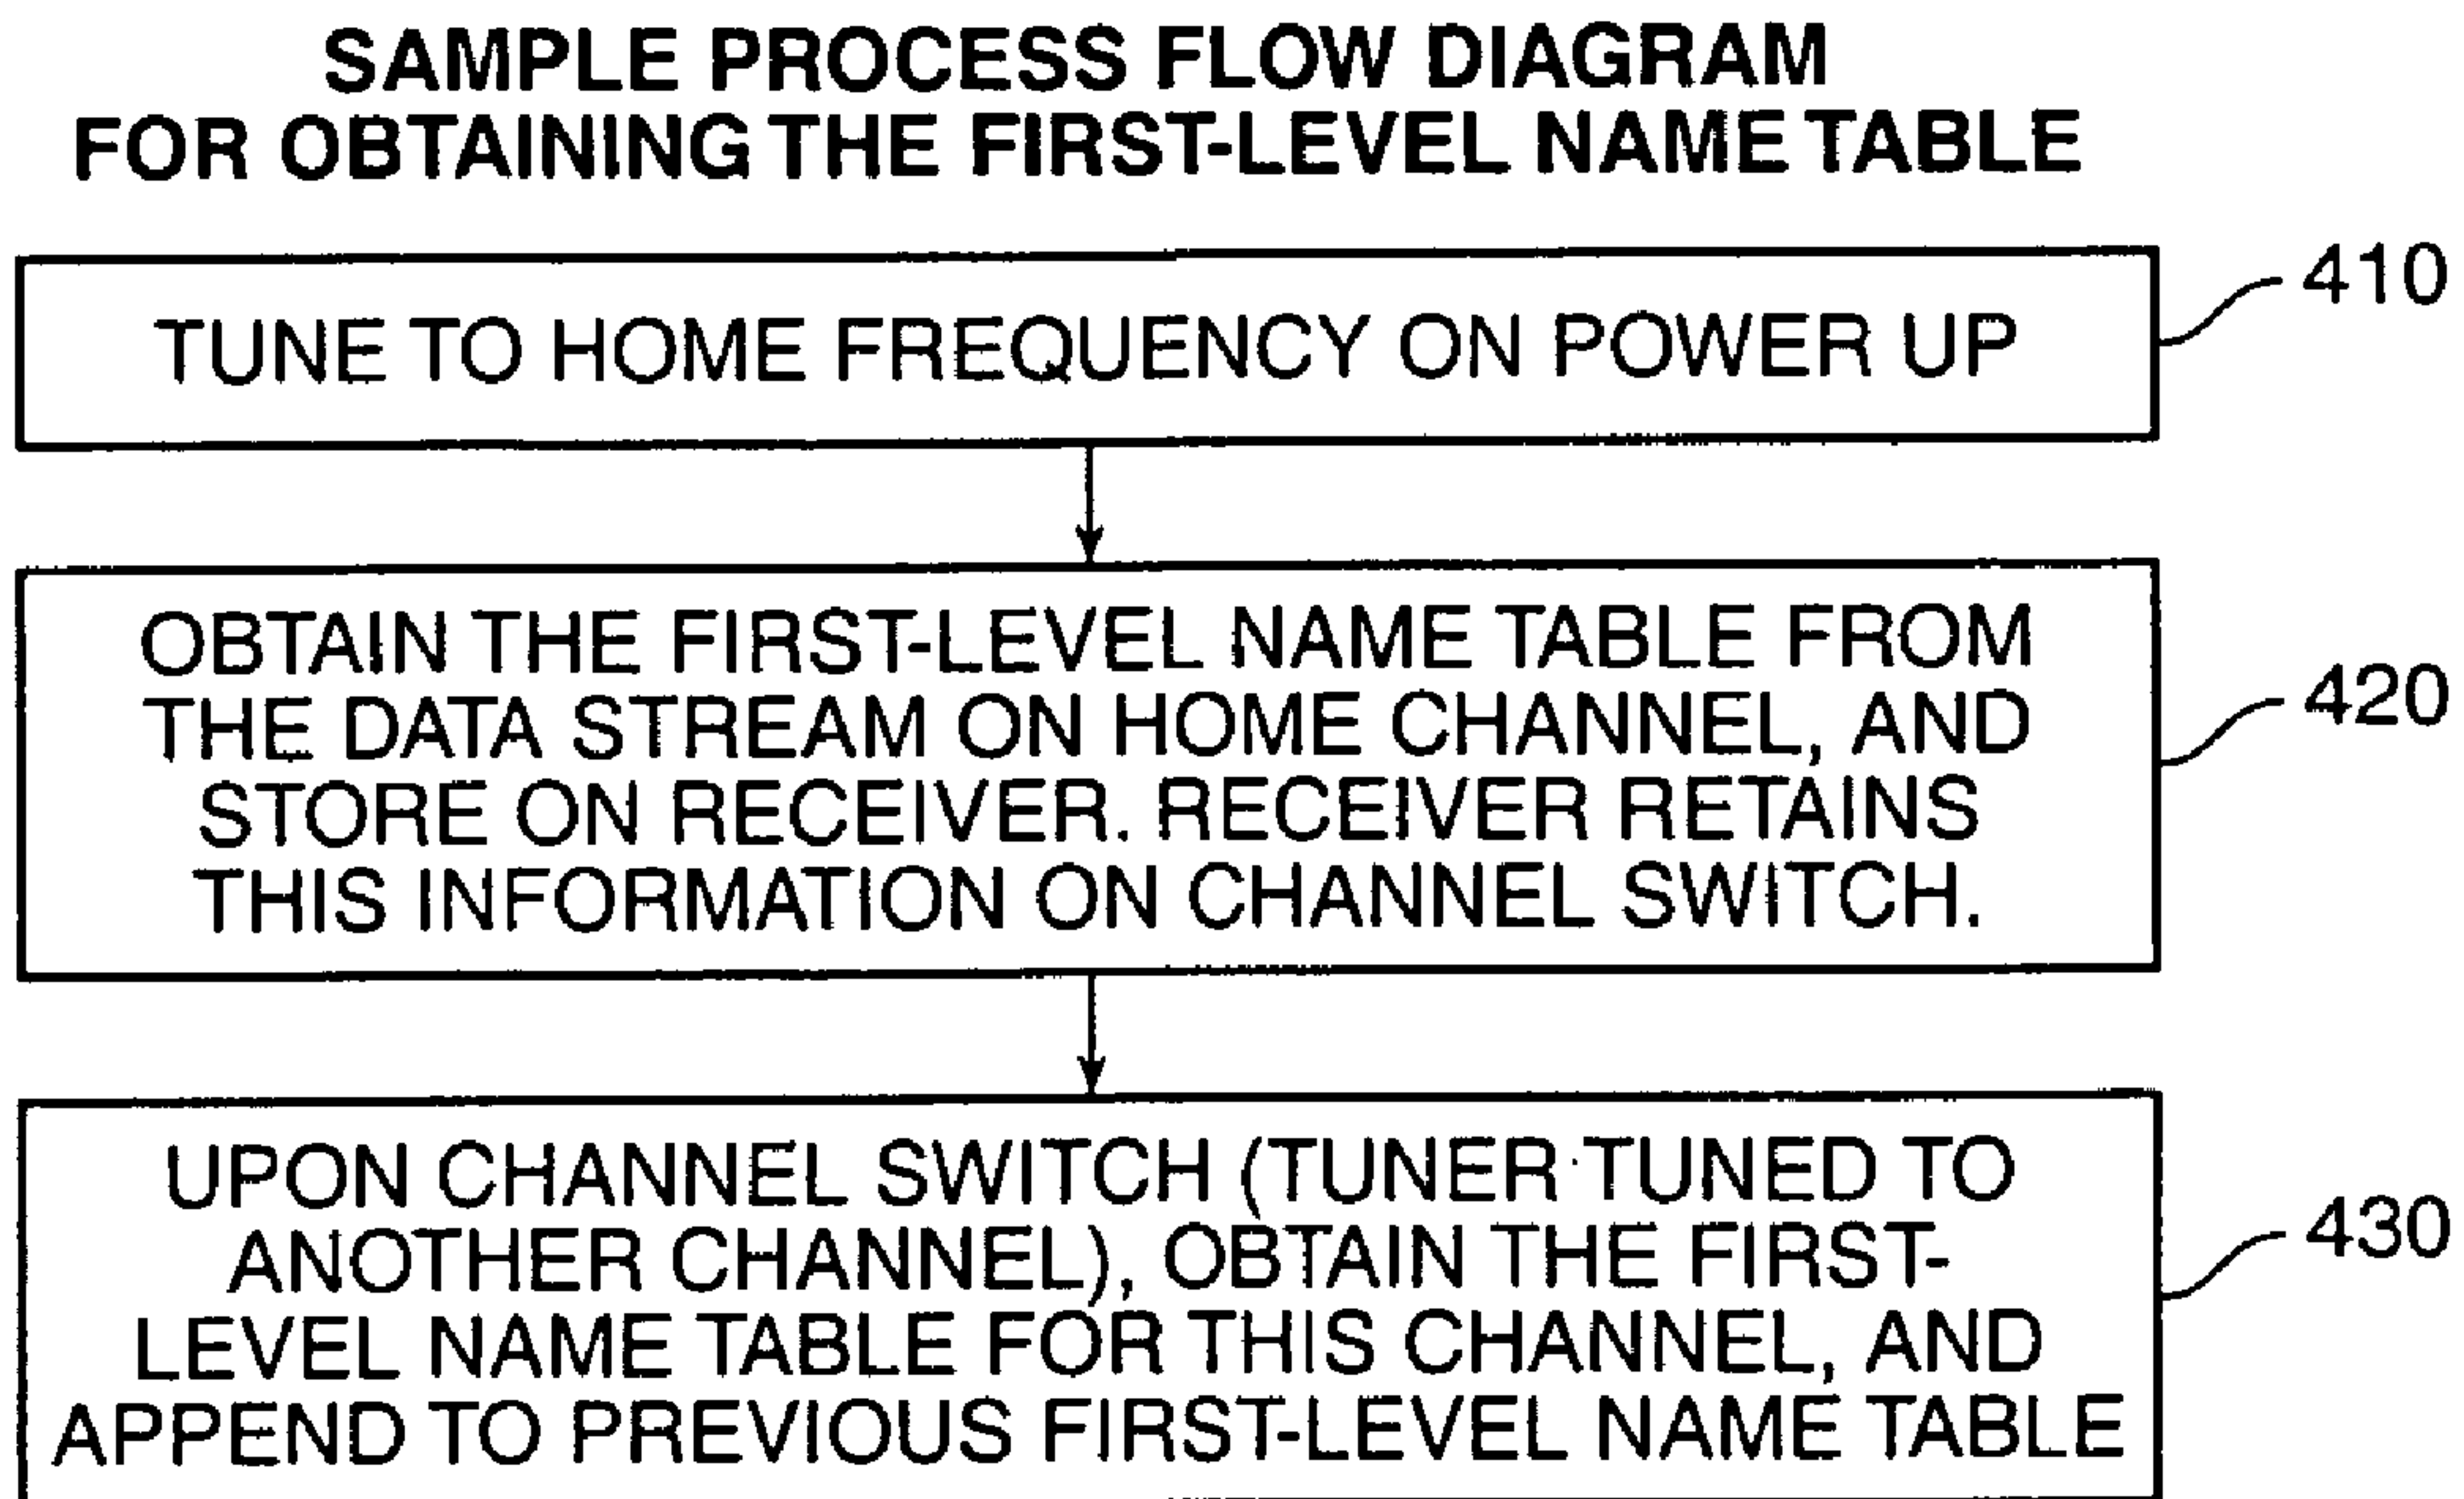 SAMPLE PROCESS FLOW DIAGRAM
FOR OBTAINING THE FIRST-LEVEL NAME TABLE
410
TUNE TO HOME FREQUENCY ON POWER UP
OBTAIN THE FIRST-LEVEL NAME TABLE FROM
THE DATA STREAM ON HOME CHANNEL, AND
STORE ON RECEIVER. RECEIVER RETAINS
THIS INFORMATION ON CHANNEL SWITCH.
420
UPON CHANNEL SWITCH (TUNER TUNED TO
ANOTHER CHANNEL), OBTAIN THE FIRST-
LEVEL NAME TABLE FOR THIS CHANNEL, AND
APPEND TO PREVIOUS FIRST-LEVEL NAME TABLE
430